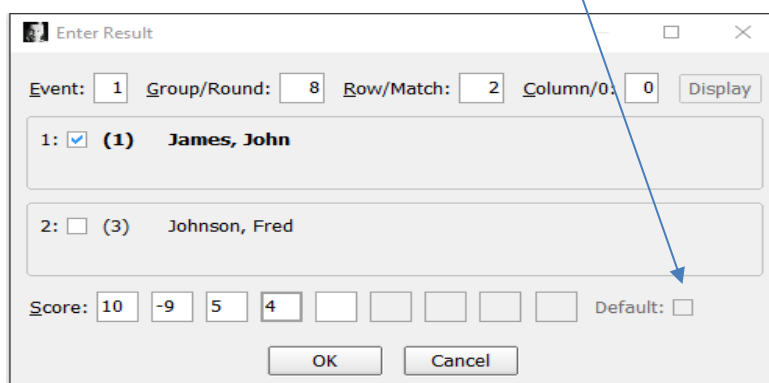 Enter Result
Event: 1 Group/Round: 8 Row/Match: 2 Column/0: 0 Display
1: (1) James, John
2: (3) Johnson, Fred
Score: 10 -9 5 4 Default:
OK Cancel